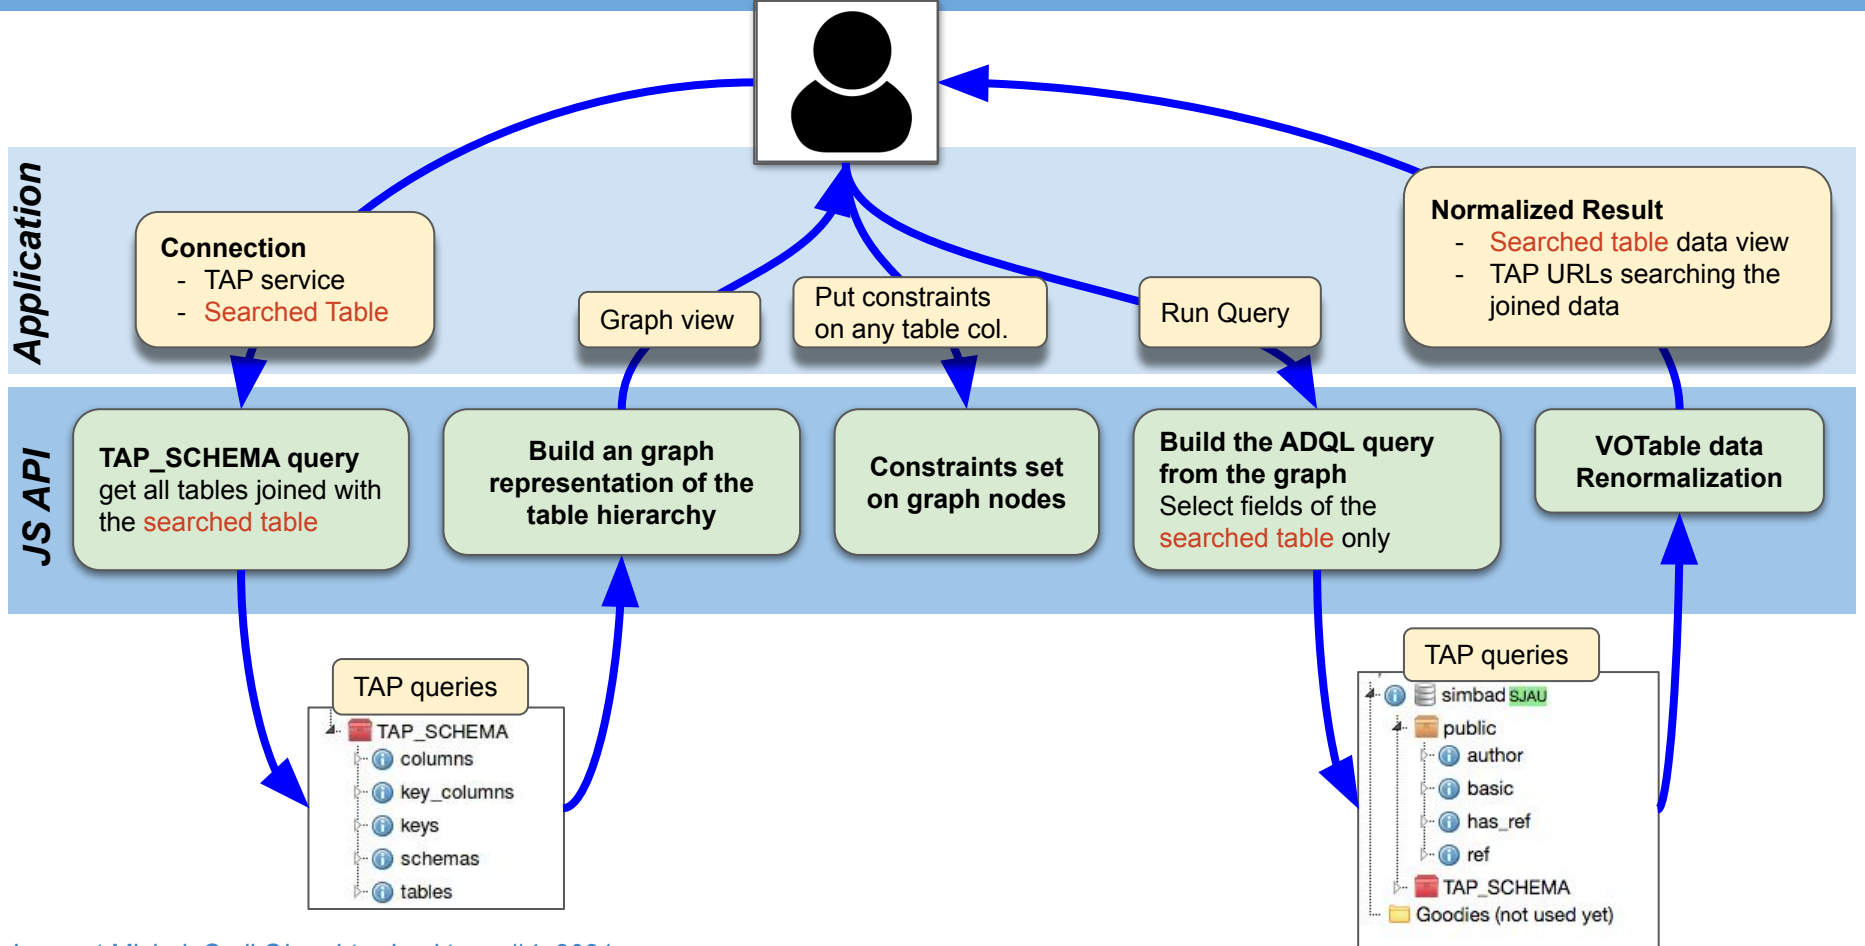 Application
Connection
- TAP service
- Searched Table
Graph view
Put constraints
on any table col.
Run Query
Normalized Result
- Searched table data view
- TAP URLs searching the
joined data
JS API
TAP_SCHEMA query
get all tables joined with
the searched table
Build an graph
representation of the
table hierarchy
Constraints set
on graph nodes
Build the ADQL query
from the graph
Select fields of the
searched table only
VOTable data
Renormalization
TAP queries
TAP_SCHEMA
columns
key_columns
keys
schemas
tables
TAP queries
simbad SJAU
public
author
basic
has_ref
ref
TAP_SCHEMA
Goodies (not used yet)